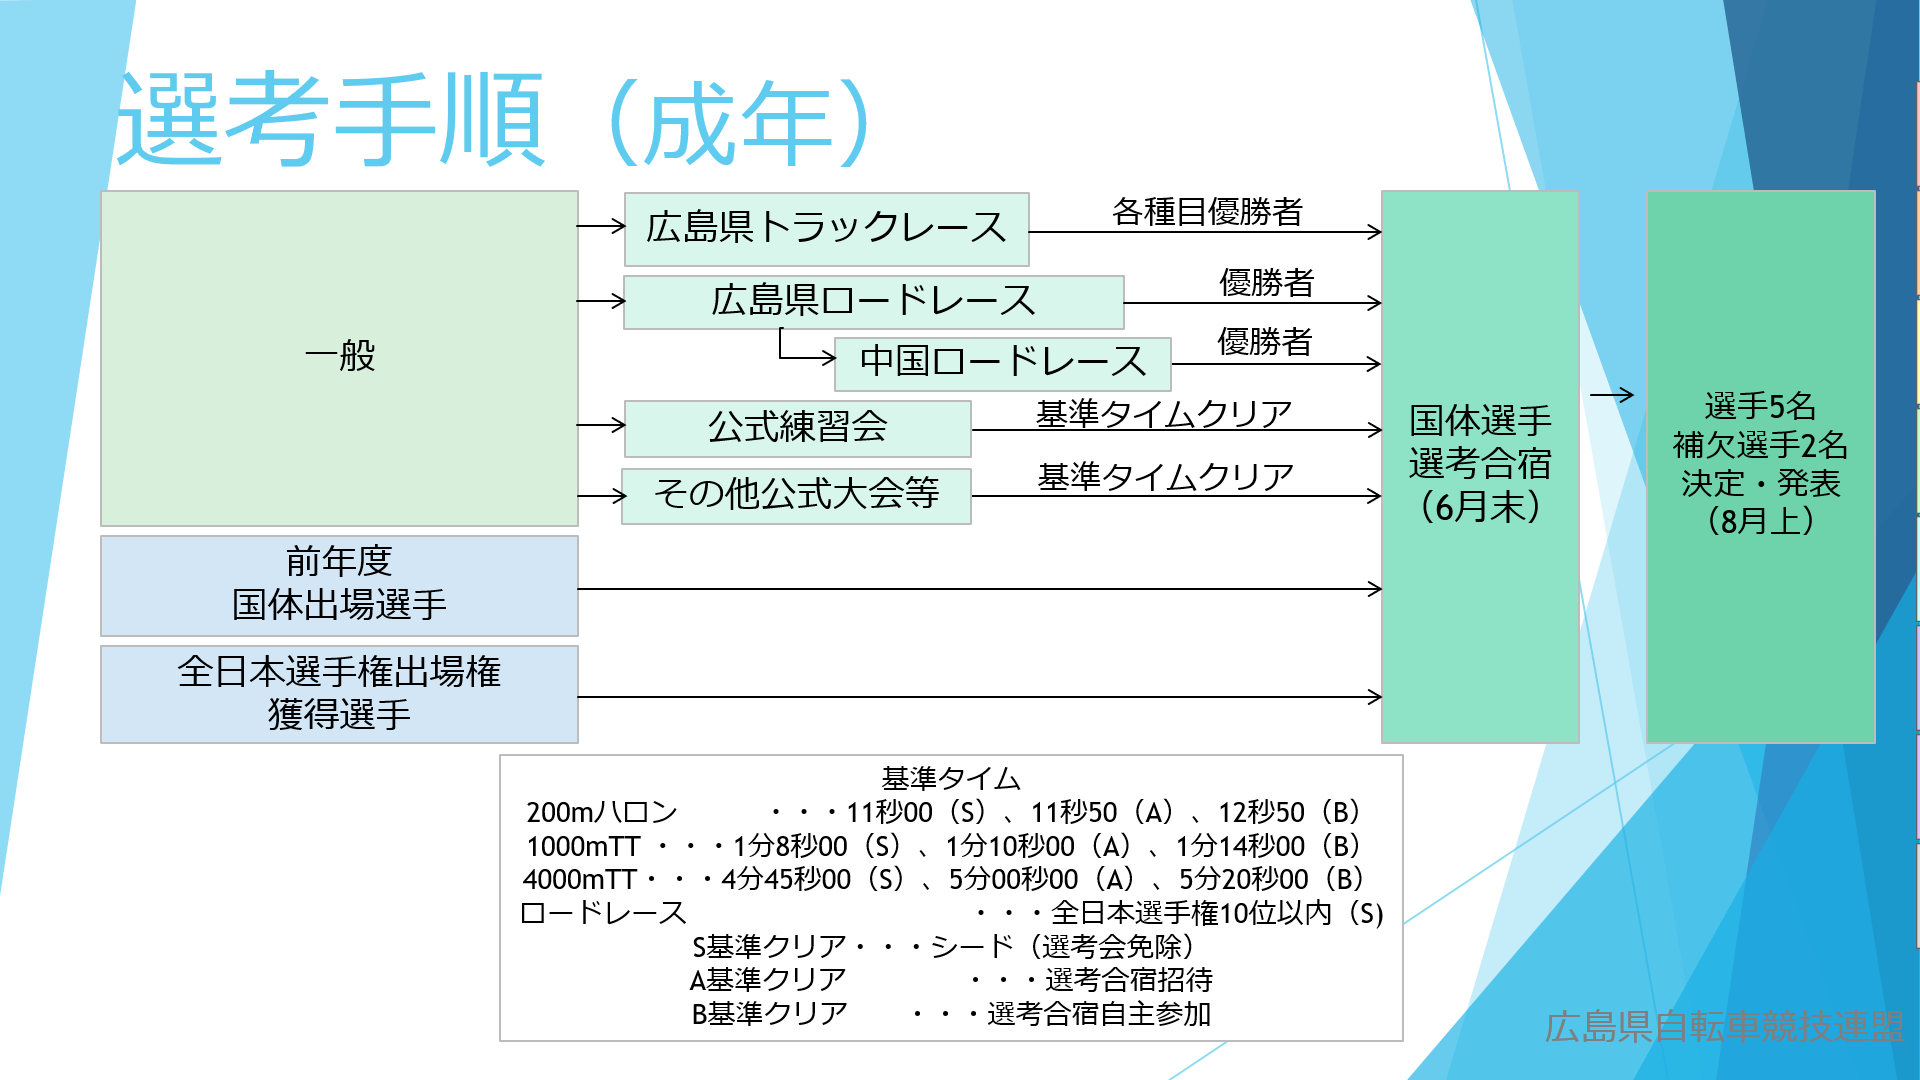 選考手順（成年）
一般
広島県トラックレース
各種目優勝者
広島県ロードレース
優勝者
中国ロードレース
優勝者
公式練習会
基準タイムクリア
その他公式大会等
基準タイムクリア
前年度
国体出場選手
全日本選手権出場権
獲得選手
国体選手
選考合宿
（6月末）
選手5名
補欠選手2名
決定・発表
（8月上）
基準タイム
200mハロン ・・・11秒00（S）、11秒50（A）、12秒50（B）
1000mTT ・・・1分8秒00（S）、1分10秒00（A）、1分14秒00（B）
4000mTT・・・4分45秒00（S）、5分00秒00（A）、5分20秒00（B）
ロードレース ・・・全日本選手権10位以内（S)
S基準クリア・・・シード（選考会免除）
A基準クリア ・・・選考合宿招待
B基準クリア ・・・選考合宿自主参加
広島県自転車競技連盟